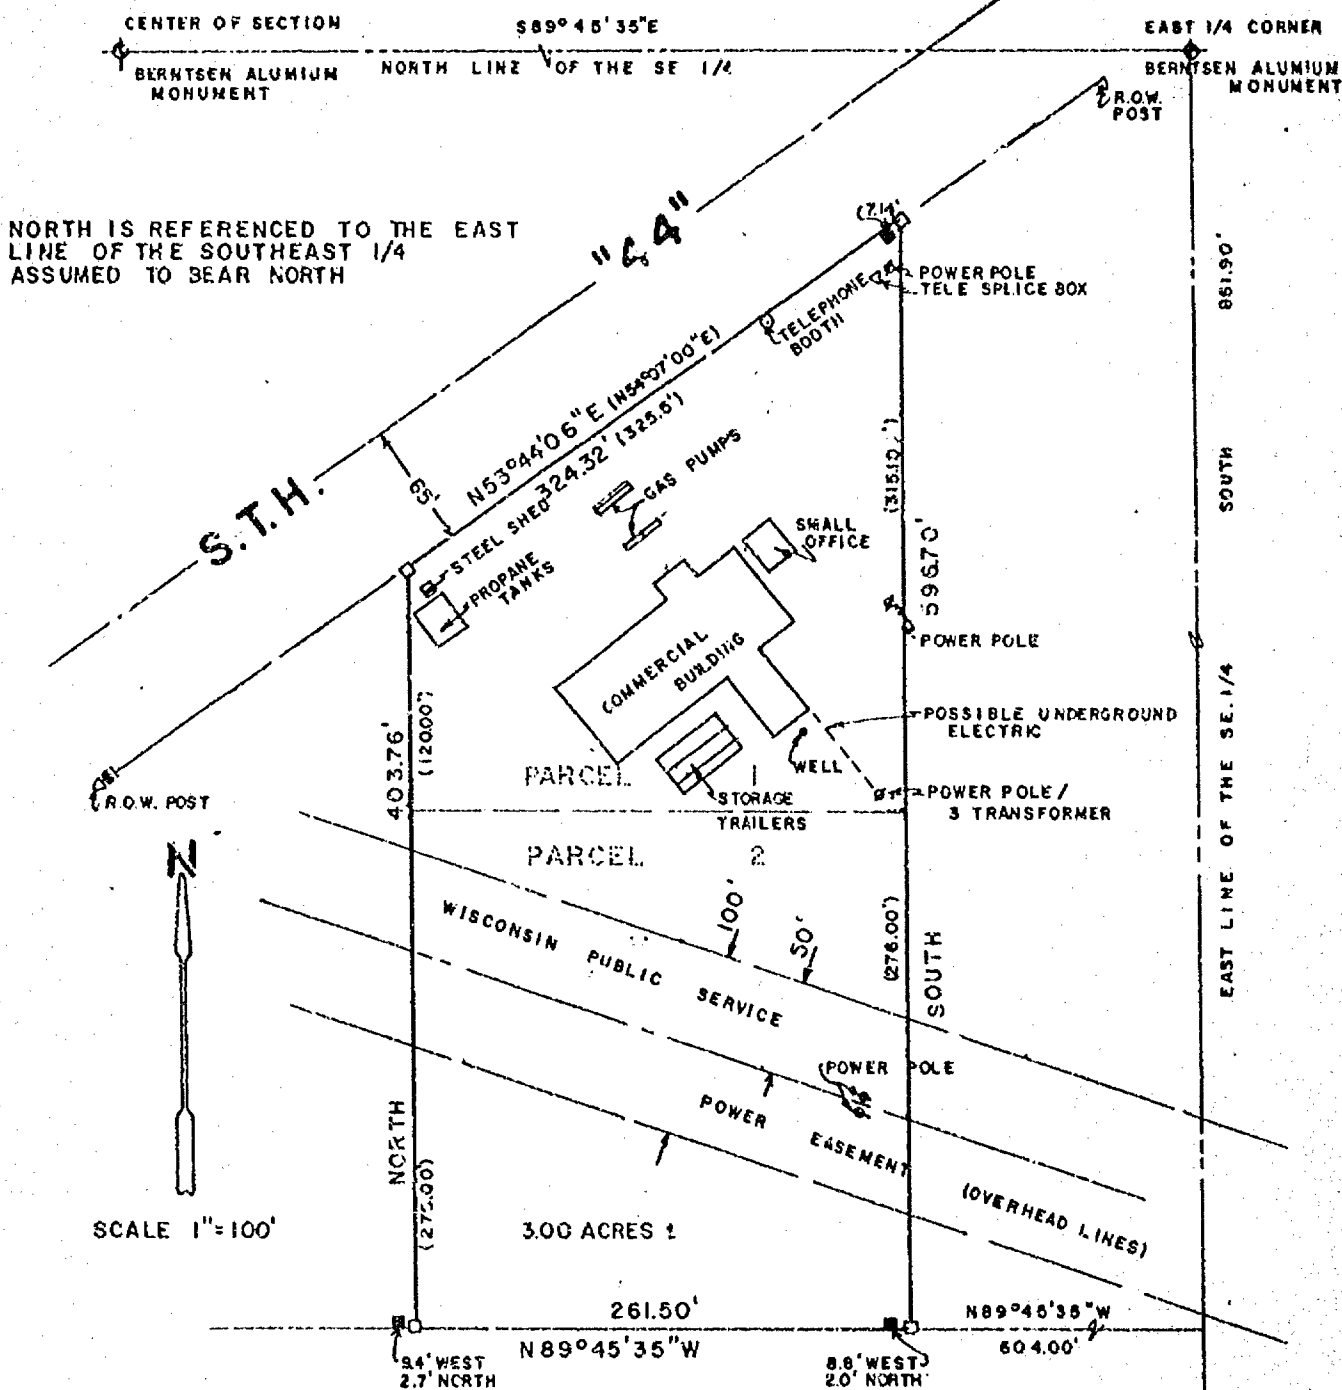 CENTER OF SECTION
S89°45'35"E
EAST 1/4 CORNER
BERNTSEN ALUMIUM
MONUMENT
NORTH LINE OF THE SE 1/4
BERNTSEN ALUMIUM
MONUMENT
R.O.W.
POST
NORTH IS REFERENCED TO THE EAST
LINE OF THE SOUTHEAST 1/4
ASSUMED TO BEAR NORTH
S.T.H. "44"
(7.14'
POWER POLE
TELE SPLICE BOX
TELEPHONE
BOOTH
N53°44'06"E (N54°07'00"E)
324.32' (325.6')
65'
STEEL SHED
PROPANE
TANKS
GAS PUMPS
SMALL
OFFICE
COMMERCIAL
BUILDING
596.70'
SOUTH
861.90'
SOUTH
EAST LINE OF THE SE. 1/4
POWER POLE
POSSIBLE UNDERGROUND
ELECTRIC
WELL
POWER POLE /
3 TRANSFORMER
STORAGE
TRAILERS
PARCEL 1
PARCEL 2
403.76'
(120.00')
R.O.W. POST
N
SCALE 1"=100'
100'
50'
WISCONSIN PUBLIC SERVICE
POWER EASEMENT
(OVERHEAD LINES)
POWER POLE
(276.00')
NORTH
(275.00')
3.00 ACRES ±
261.50'
N89°45'35"W
N89°45'35"W
604.00'
9.4' WEST
2.7' NORTH
8.8' WEST
2.0' NORTH